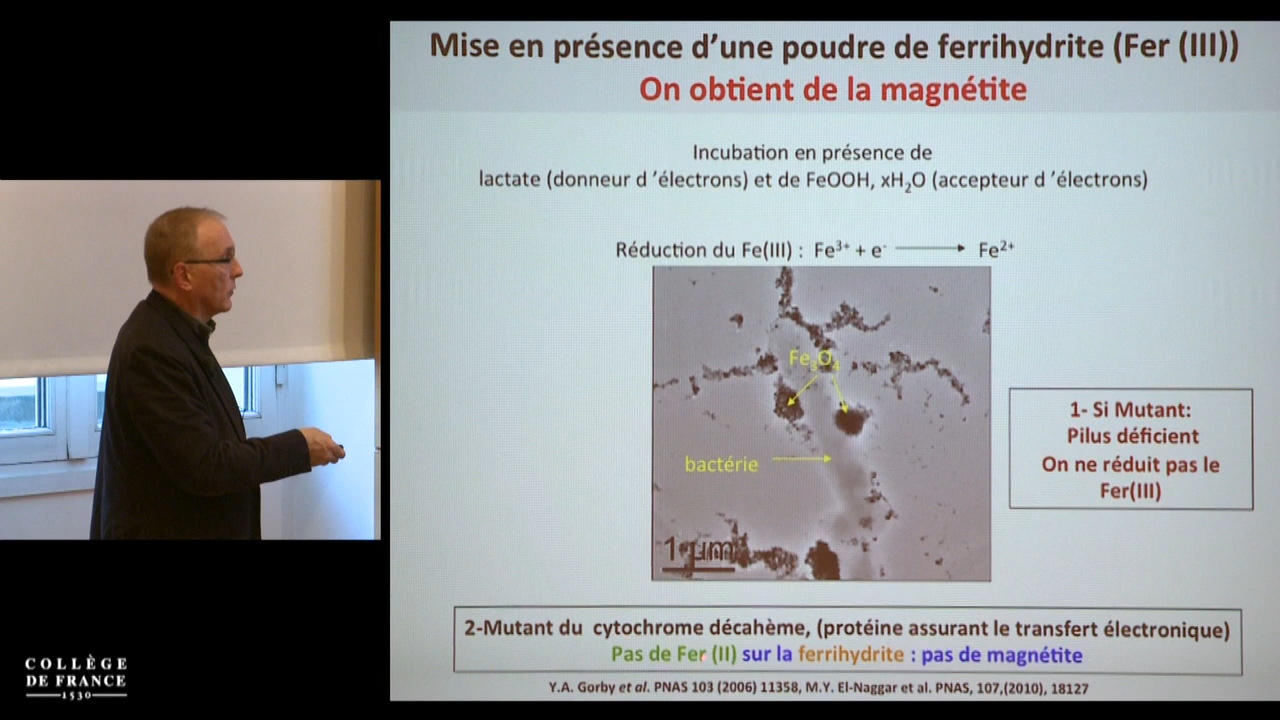 Mise en présence d’une poudre de ferrihydrite (Fer (III))
On obtient de la magnétite
Incubation en présence de
lactate (donneur d ’électrons) et de FeOOH, xH₂O (accepteur d ’électrons)
Réduction du Fe(III) : Fe³⁺ + e⁻ ⟶ Fe²⁺
Fe₃O₄
bactérie
1 µm
1- Si Mutant:
Pilus déficient
On ne réduit pas le
Fer(III)
2-Mutant du cytochrome décahème, (protéine assurant le transfert électronique)
Pas de Fer (II) sur la ferrihydrite : pas de magnétite
Y.A. Gorby et al. PNAS 103 (2006) 11358, M.Y. El-Naggar et al. PNAS, 107,(2010), 18127
COLLÈGE
DE FRANCE
1530